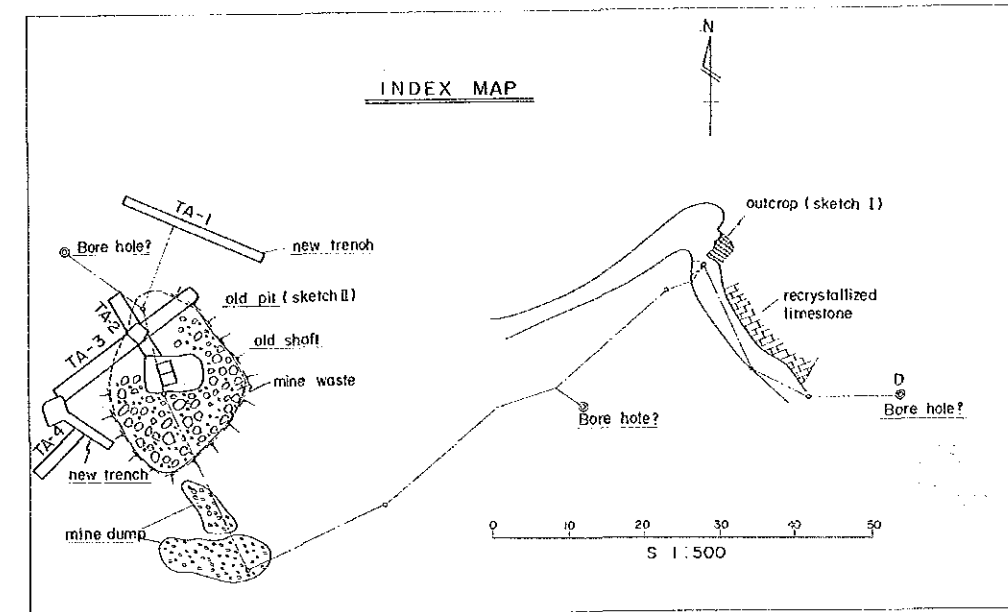 N
INDEX MAP
TA-1
new trench
Bore hole?
outcrop (sketch I)
old pit (sketch II)
TA-2
TA-3
old shaft
recrystallized
limestone
mine waste
D
Bore hole?
Bore hole?
TA-4
new trench
mine dump
0 10 20 30 40 50
S 1:500